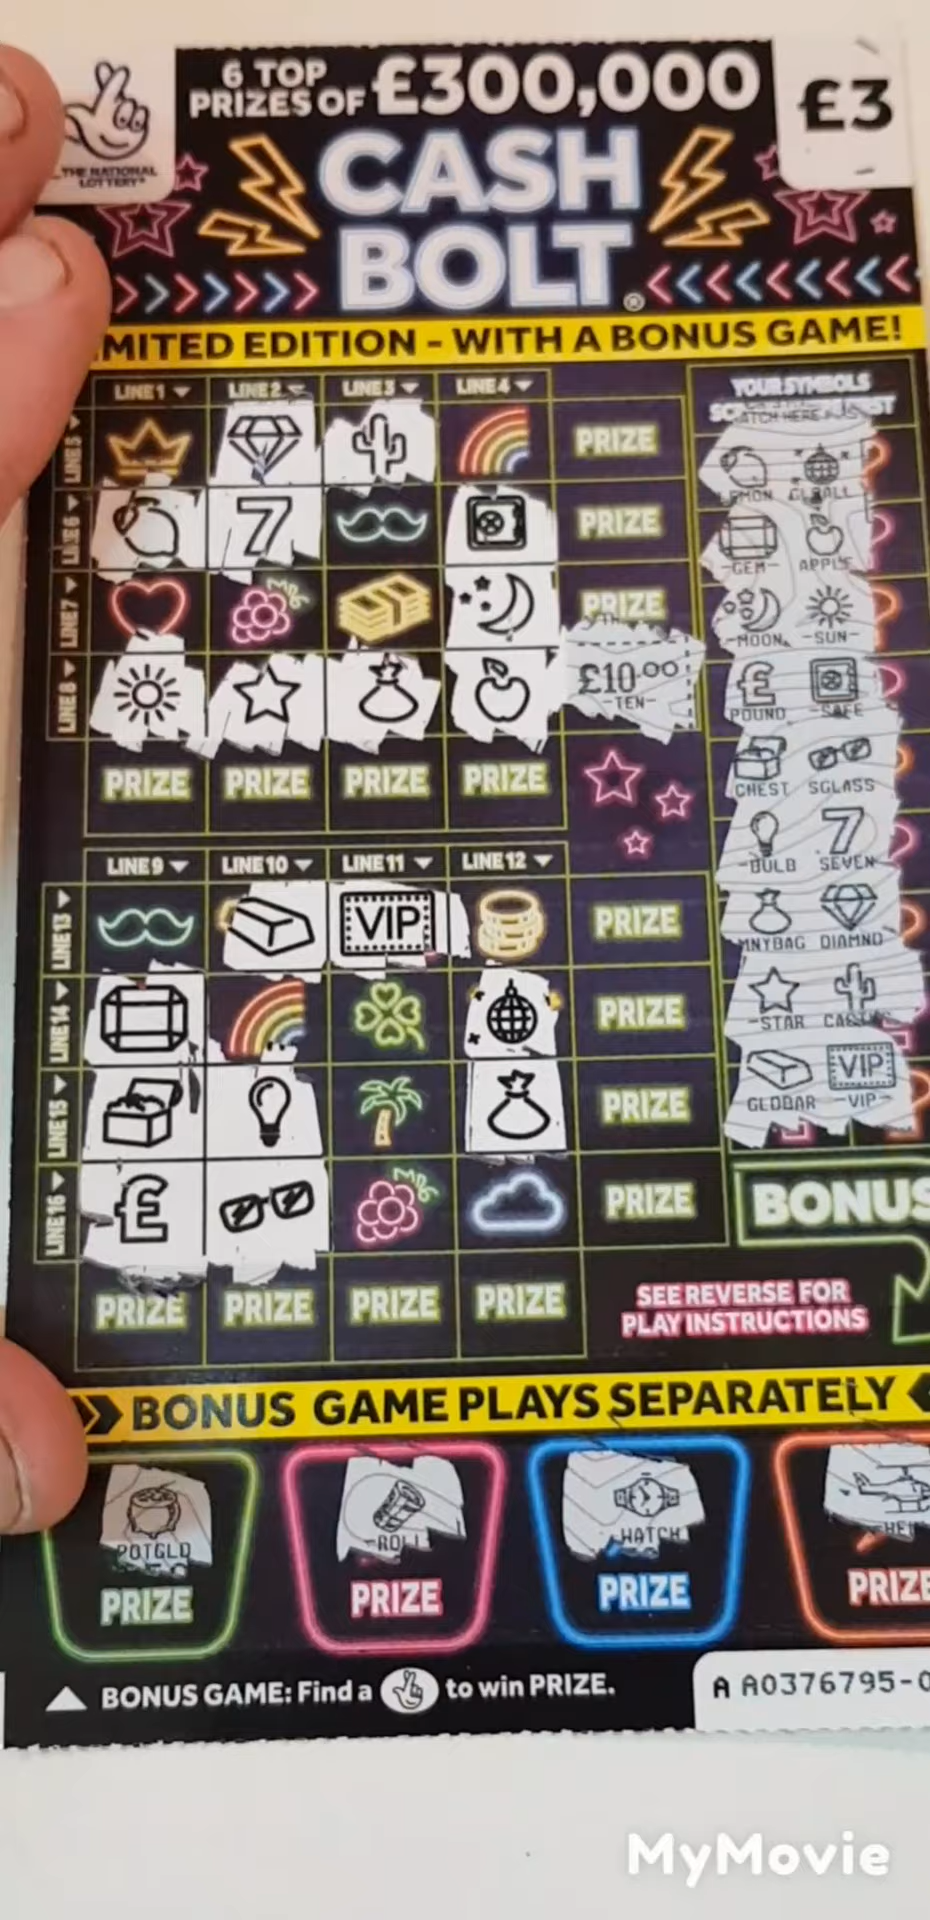 6 TOP
PRIZES OF £300,000
£3
THE NATIONAL
LOTTERY®
CASH
BOLT®
MITED EDITION - WITH A BONUS GAME!
LINE 1 LINE 2 LINE 3 LINE 4
YOUR SYMBOLS
LINE 5
PRIZE
LEMON
LINE 6
7
PRIZE
-GEM- APPLE
LINE 7
PRIZE
-MOON- -SUN-
LINE 8
£10.00
-TEN-
£
POUND -SAFE
PRIZE PRIZE PRIZE PRIZE
CHEST SGLASS
7
-BULB SEVEN
LINE 9 LINE 10 LINE 11 LINE 12
LINE 13
VIP
PRIZE
MNYBAG DIAMND
LINE 14
PRIZE
-STAR
LINE 15
PRIZE
VIP
GLDBAR -VIP-
LINE 16
£
PRIZE
BONUS
PRIZE PRIZE PRIZE PRIZE
SEE REVERSE FOR
PLAY INSTRUCTIONS
BONUS GAME PLAYS SEPARATELY
POTGLD
-ROLL
WATCH
PRIZE PRIZE PRIZE PRIZE
BONUS GAME: Find a to win PRIZE.
A A0376795-0
MyMovie